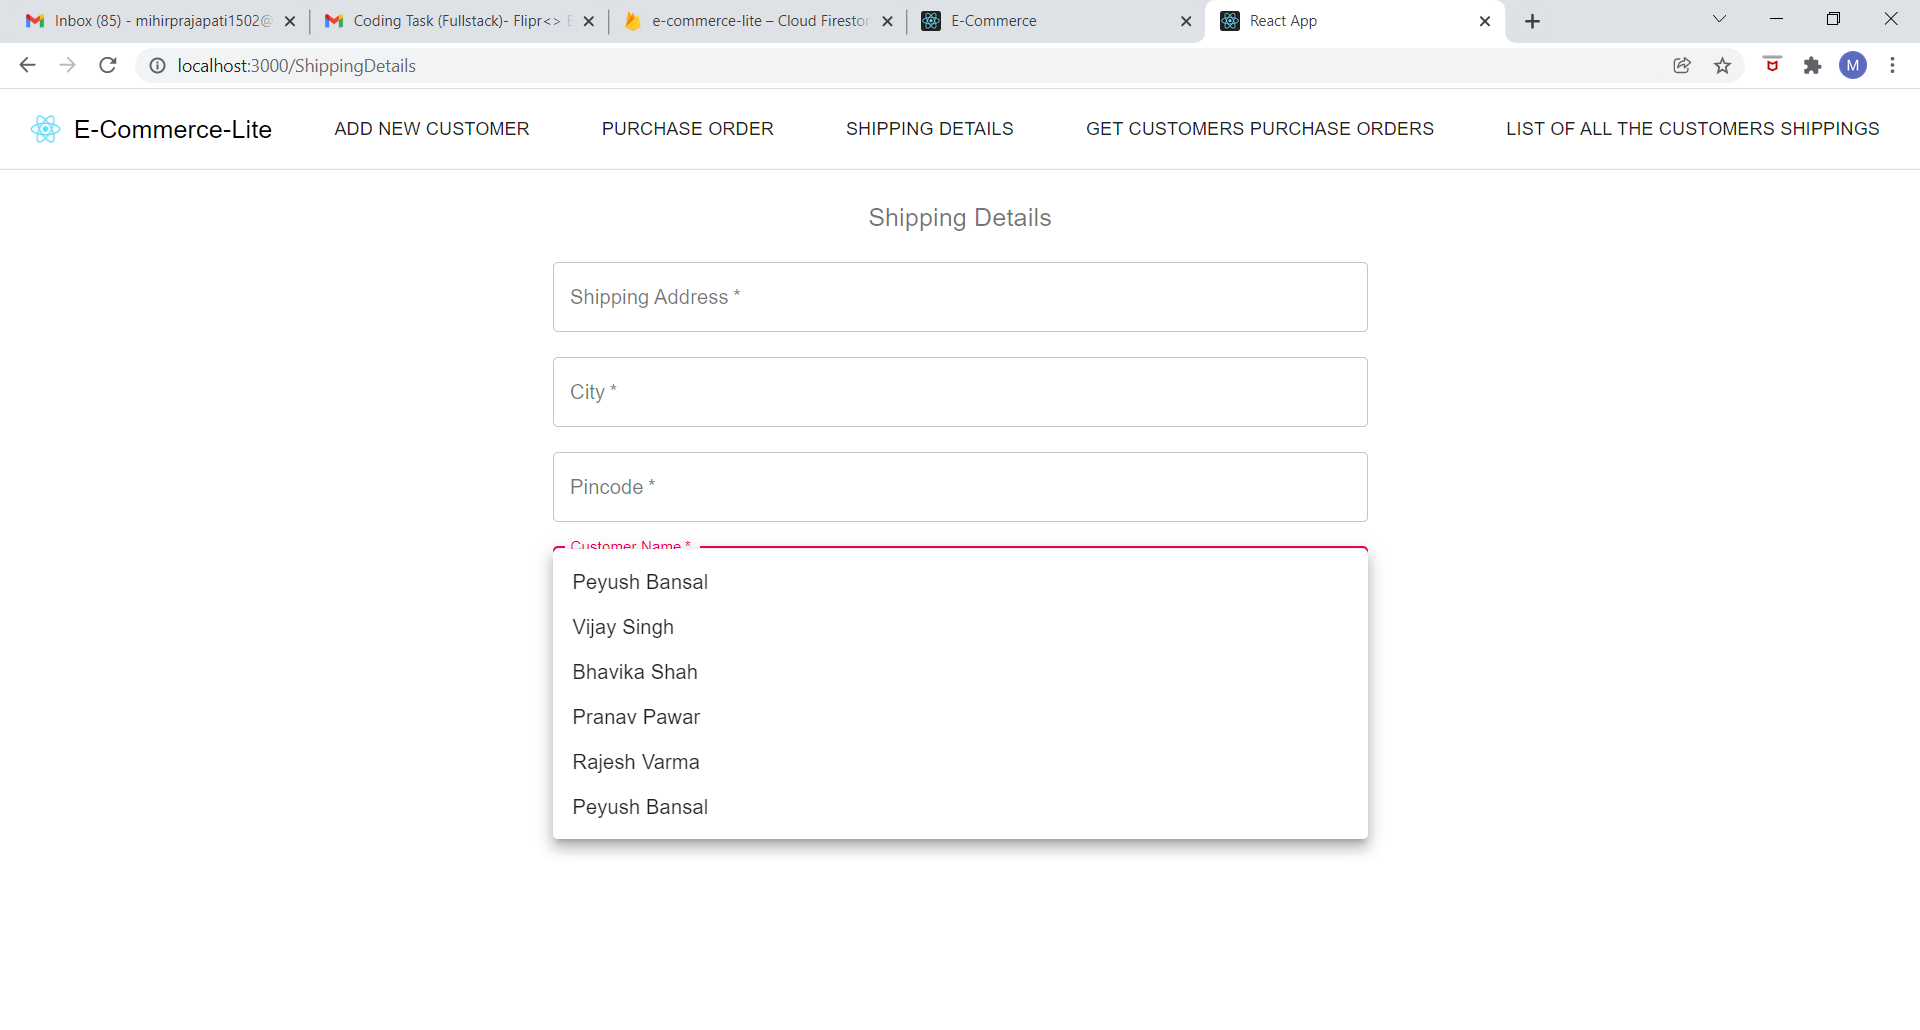 Inbox (85) - mihirprajapati1502@
Coding Task (Fullstack)- Flipr<>
e-commerce-lite – Cloud Firestor
E-Commerce
React App
localhost:3000/ShippingDetails
M
E-Commerce-Lite
ADD NEW CUSTOMER
PURCHASE ORDER
SHIPPING DETAILS
GET CUSTOMERS PURCHASE ORDERS
LIST OF ALL THE CUSTOMERS SHIPPINGS
Shipping Details
Shipping Address *
City *
Pincode *
Customer Name *
Peyush Bansal
Vijay Singh
Bhavika Shah
Pranav Pawar
Rajesh Varma
Peyush Bansal